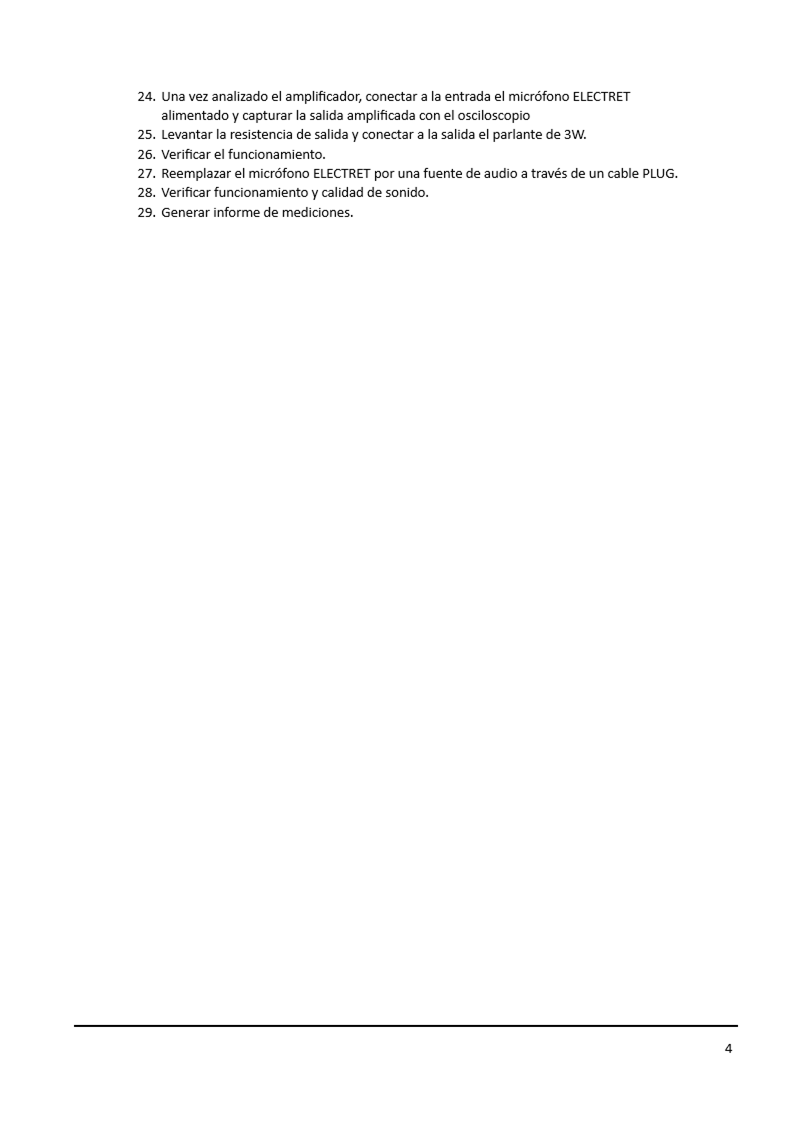 24. Una vez analizado el amplificador, conectar a la entrada el micrófono ELECTRET
alimentado y capturar la salida amplificada con el osciloscopio
25. Levantar la resistencia de salida y conectar a la salida el parlante de 3W.
26. Verificar el funcionamiento.
27. Reemplazar el micrófono ELECTRET por una fuente de audio a través de un cable PLUG.
28. Verificar funcionamiento y calidad de sonido.
29. Generar informe de mediciones.
4